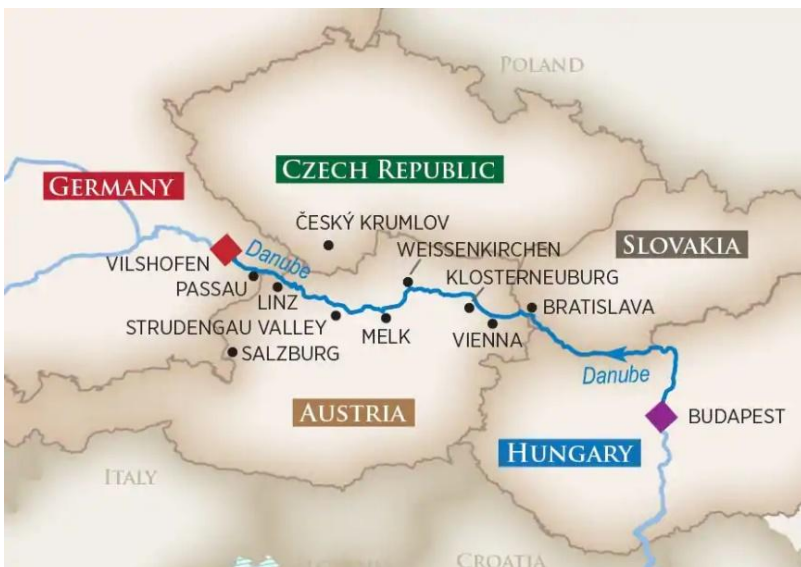 POLAND
CZECH REPUBLIC
GERMANY
ČESKÝ KRUMLOV
WEISSENKIRCHEN
SLOVAKIA
Danube
VILSHOFEN
KLOSTERNEUBURG
PASSAU
LINZ
BRATISLAVA
STRUDENGAU VALLEY
MELK
VIENNA
SALZBURG
Danube
AUSTRIA
BUDAPEST
HUNGARY
ITALY
CROATIA